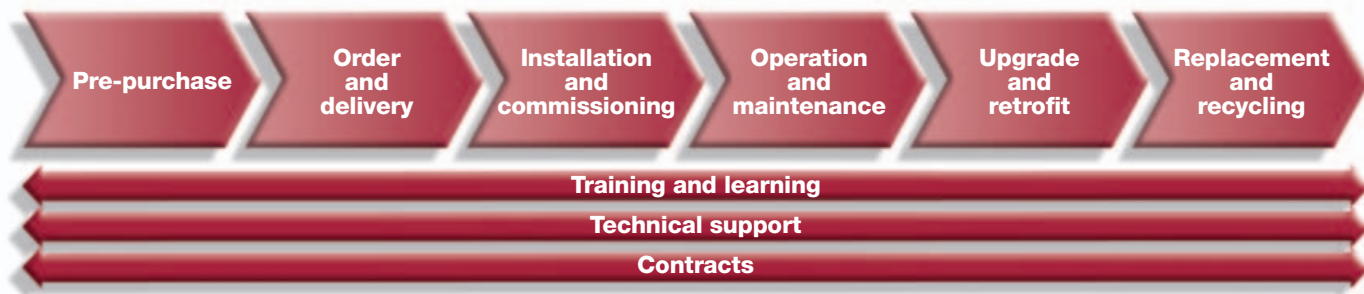 Pre-purchase
Order
and
delivery
Installation
and
commissioning
Operation
and
maintenance
Upgrade
and
retrofit
Replacement
and
recycling
Training and learning
Technical support
Contracts